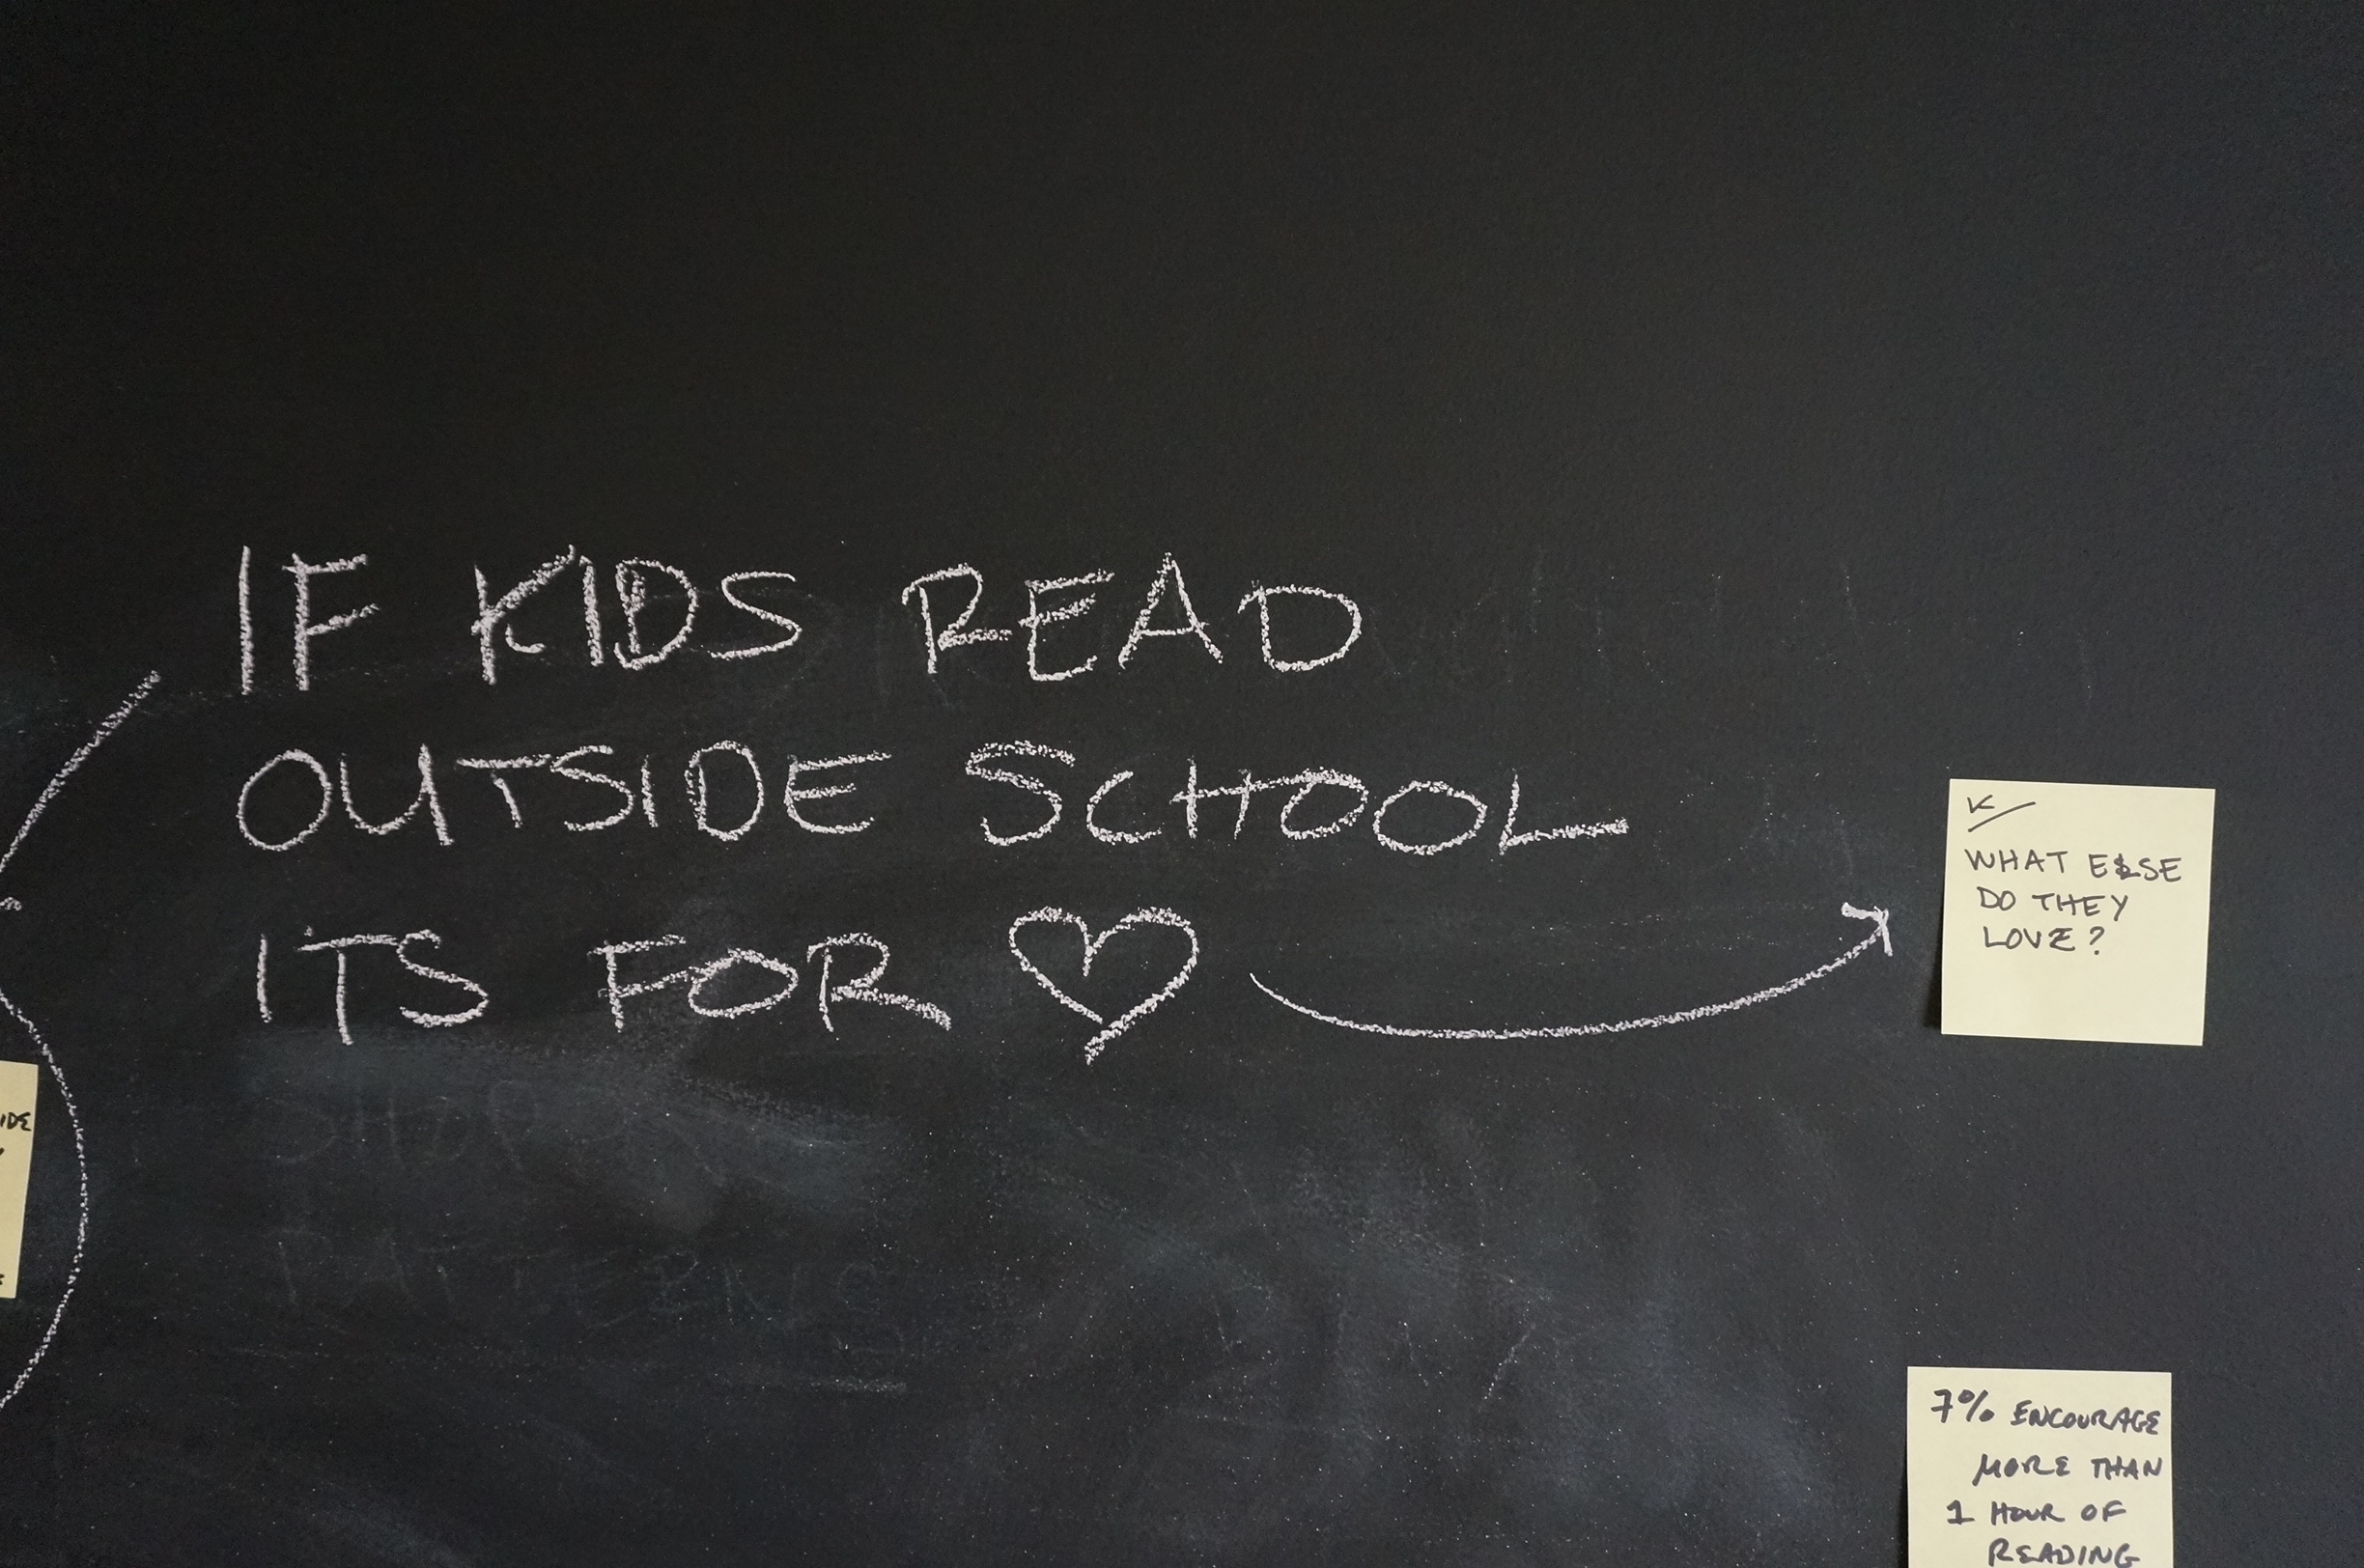 IF KIDS READ
OUTSIDE SCHOOL
ITS FOR
WHAT ELSE
DO THEY
LOVE?
IDE
7% ENCOURAGE
MORE THAN
1 HOUR OF
READING
PATTERNS